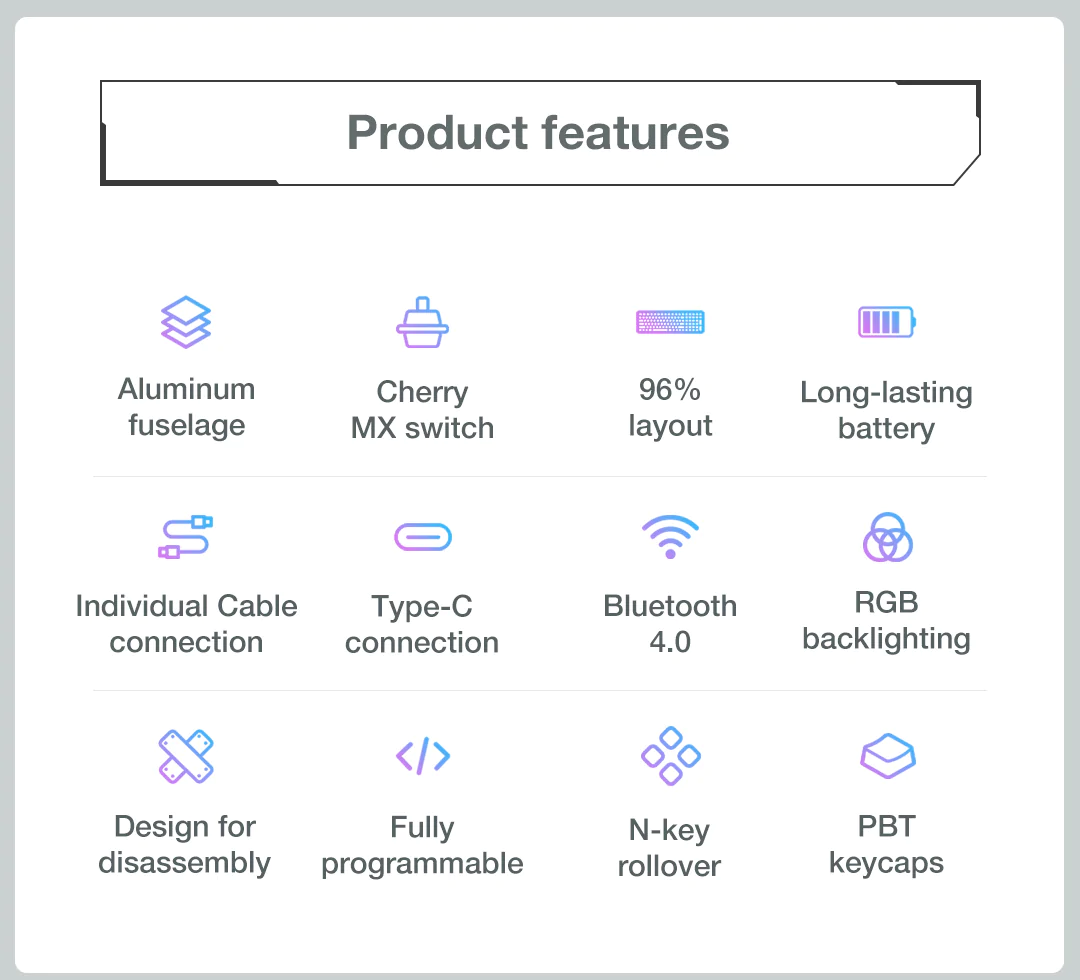 Product features
Aluminum
fuselage
Cherry
MX switch
96%
layout
Long-lasting
battery
Individual Cable
connection
Type-C
connection
Bluetooth
4.0
RGB
backlighting
Design for
disassembly
Fully
programmable
N-key
rollover
PBT
keycaps